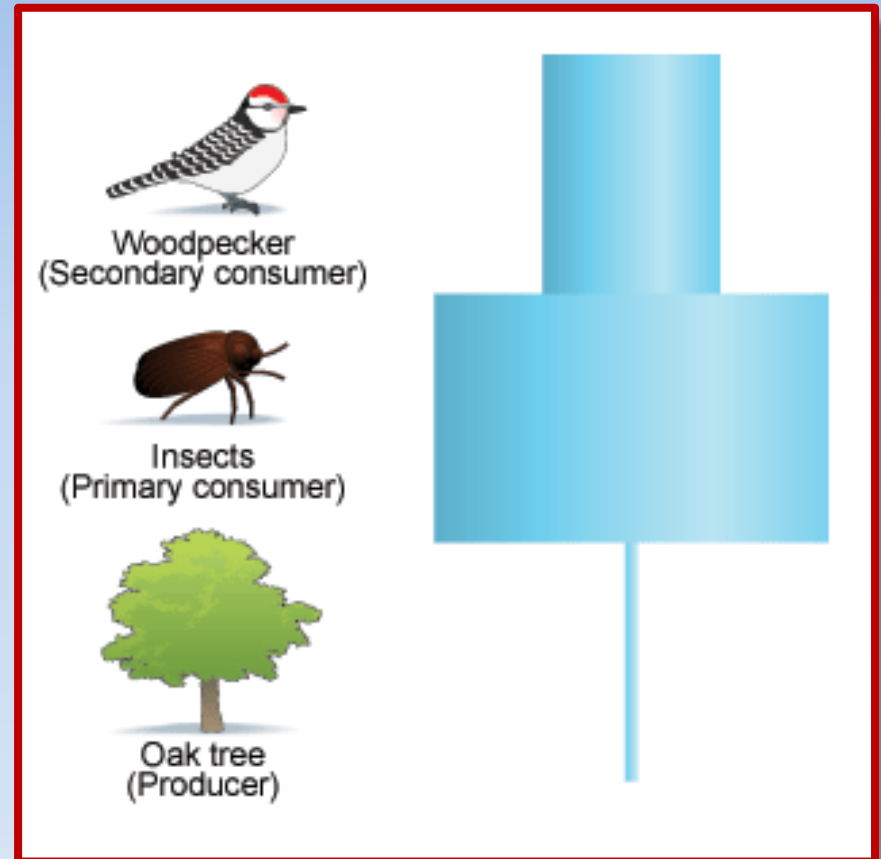 Woodpecker
(Secondary consumer)
Insects
(Primary consumer)
Oak tree
(Producer)